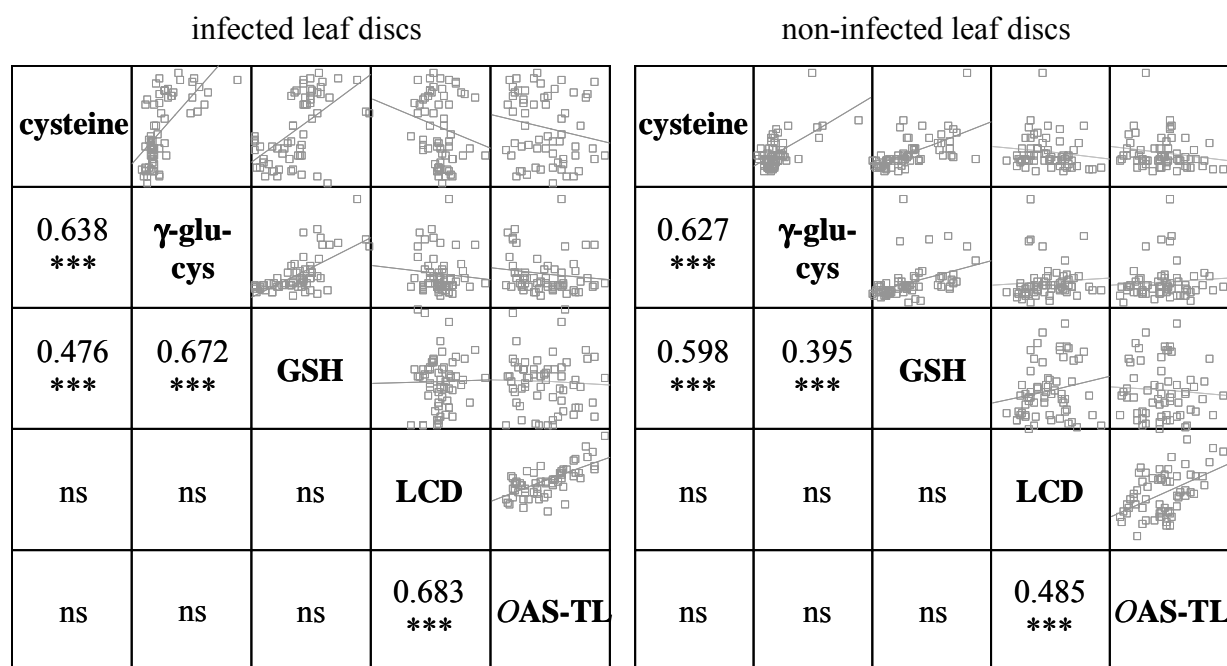 infected leaf discs
non-infected leaf discs
cysteine
0.638
***
γ-glu-
cys
0.476
***
0.672
***
GSH
ns
ns
ns
LCD
ns
ns
ns
0.683
***
OAS-TL
cysteine
0.627
***
γ-glu-
cys
0.598
***
0.395
***
GSH
ns
ns
ns
LCD
ns
ns
ns
0.485
***
OAS-TL